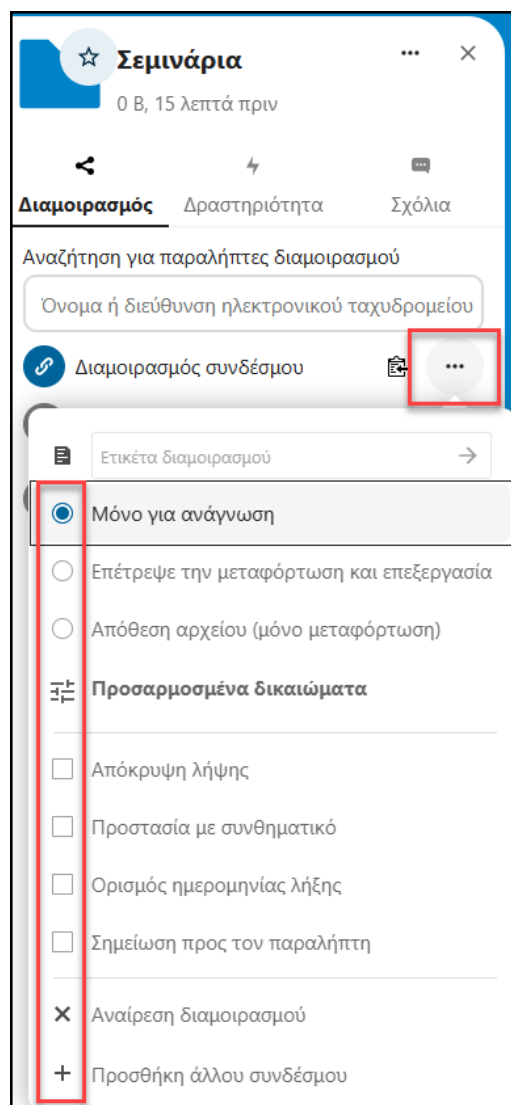 Σεμινάρια
0 B, 15 λεπτά πριν
Διαμοιρασμός Δραστηριότητα Σχόλια
Αναζήτηση για παραλήπτες διαμοιρασμού
Όνομα ή διεύθυνση ηλεκτρονικού ταχυδρομείου
Διαμοιρασμός συνδέσμου
Ετικέτα διαμοιρασμού
Μόνο για ανάγνωση
Επέτρεψε την μεταφόρτωση και επεξεργασία
Απόθεση αρχείου (μόνο μεταφόρτωση)
Προσαρμοσμένα δικαιώματα
Απόκρυψη λήψης
Προστασία με συνθηματικό
Ορισμός ημερομηνίας λήξης
Σημείωση προς τον παραλήπτη
Αναίρεση διαμοιρασμού
Προσθήκη άλλου συνδέσμου